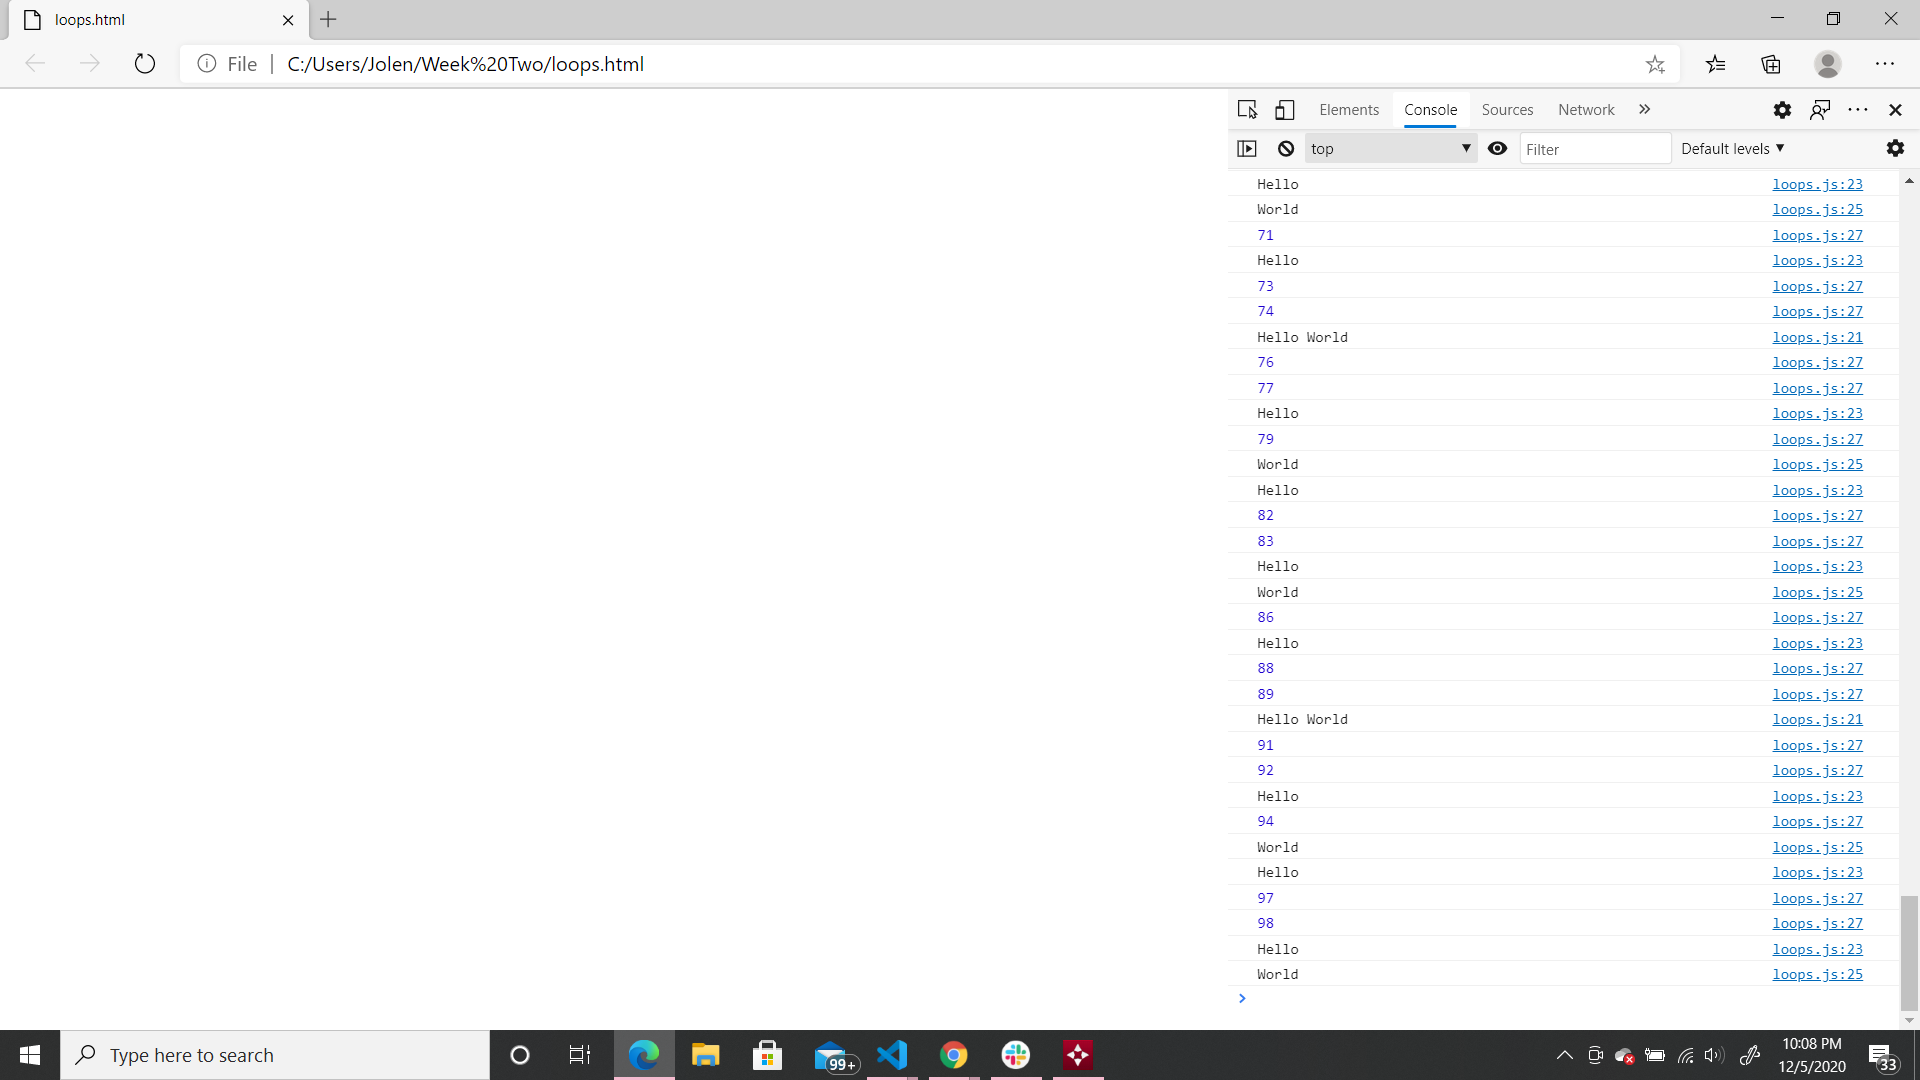 loops.html
File | C:/Users/Jolen/Week%20Two/loops.html
Elements Console Sources Network
top Filter Default levels
Hello loops.js:23
World loops.js:25
71 loops.js:27
Hello loops.js:23
73 loops.js:27
74 loops.js:27
Hello World loops.js:21
76 loops.js:27
77 loops.js:27
Hello loops.js:23
79 loops.js:27
World loops.js:25
Hello loops.js:23
82 loops.js:27
83 loops.js:27
Hello loops.js:23
World loops.js:25
86 loops.js:27
Hello loops.js:23
88 loops.js:27
89 loops.js:27
Hello World loops.js:21
91 loops.js:27
92 loops.js:27
Hello loops.js:23
94 loops.js:27
World loops.js:25
Hello loops.js:23
97 loops.js:27
98 loops.js:27
Hello loops.js:23
World loops.js:25
Type here to search
99+
10:08 PM
12/5/2020
33